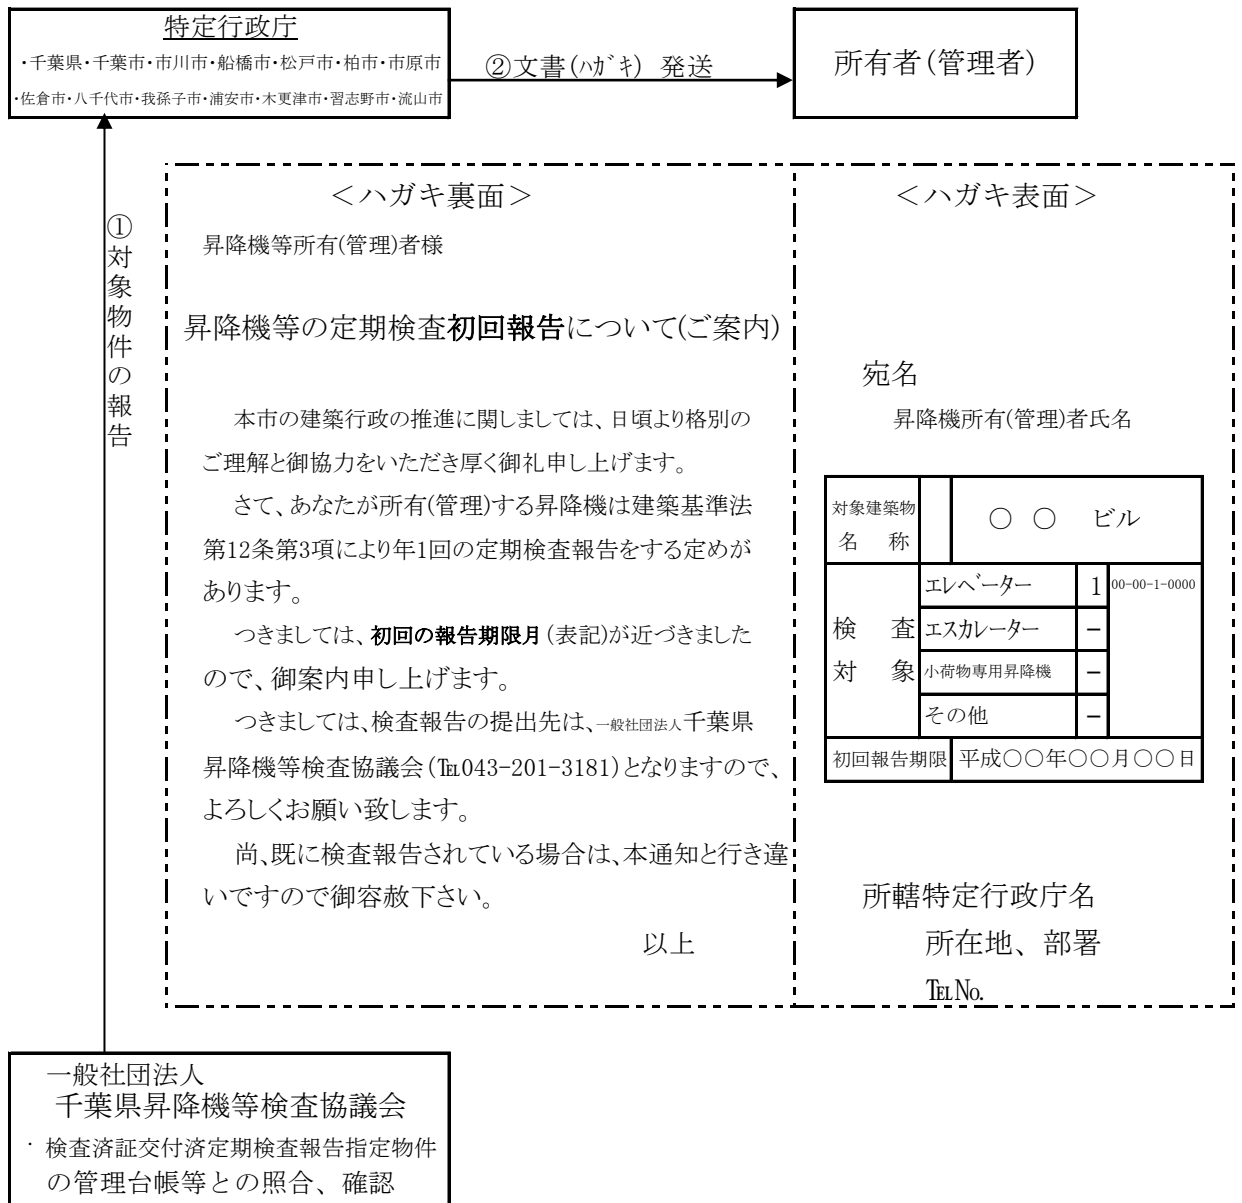 特定行政庁
・千葉県・千葉市・市川市・船橋市・松戸市・柏市・市原市
・佐倉市・八千代市・我孫子市・浦安市・木更津市・習志野市・流山市
②文書(ハガキ) 発送
所有者(管理者)
①対象物件の報告
＜ハガキ裏面＞
昇降機等所有(管理)者様
昇降機等の定期検査初回報告について(ご案内)
本市の建築行政の推進に関しましては、日頃より格別の
ご理解と御協力をいただき厚く御礼申し上げます。
さて、あなたが所有(管理)する昇降機は建築基準法
第12条第3項により年1回の定期検査報告をする定めが
あります。
つきましては、初回の報告期限月(表記)が近づきました
ので、御案内申し上げます。
つきましては、検査報告の提出先は、一般社団法人千葉県
昇降機等検査協議会(℡043-201-3181)となりますので、
よろしくお願い致します。
尚、既に検査報告されている場合は、本通知と行き違
いですので御容赦下さい。
以上
＜ハガキ表面＞
宛名
昇降機所有(管理)者氏名
対象建築物
名　称
○ ○ ビル
検　査
対　象
エレベーター 1 00-00-1-0000
エスカレーター －
小荷物専用昇降機 －
その他 －
初回報告期限 平成○○年○○月○○日
所轄特定行政庁名
所在地、部署
℡No.
一般社団法人
千葉県昇降機等検査協議会
・ 検査済証交付済定期検査報告指定物件
の管理台帳等との照合、確認